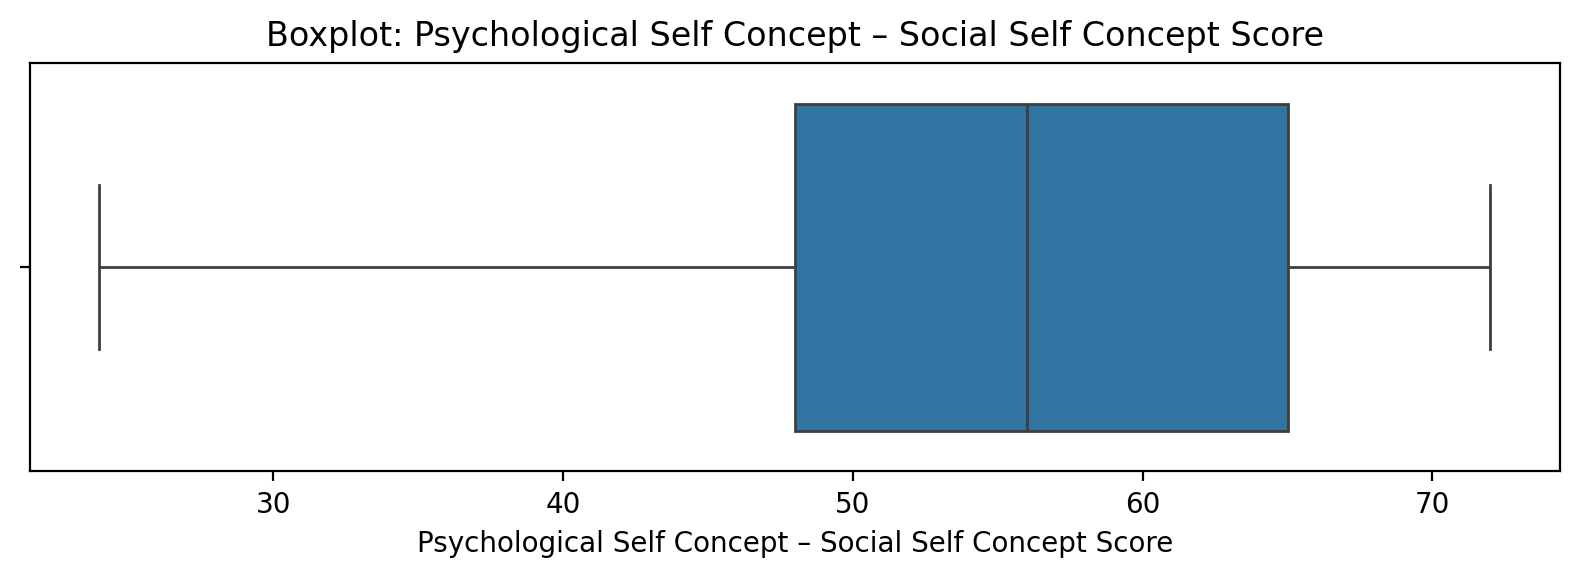 Boxplot: Psychological Self Concept – Social Self Concept Score
30 40 50 60 70
Psychological Self Concept – Social Self Concept Score